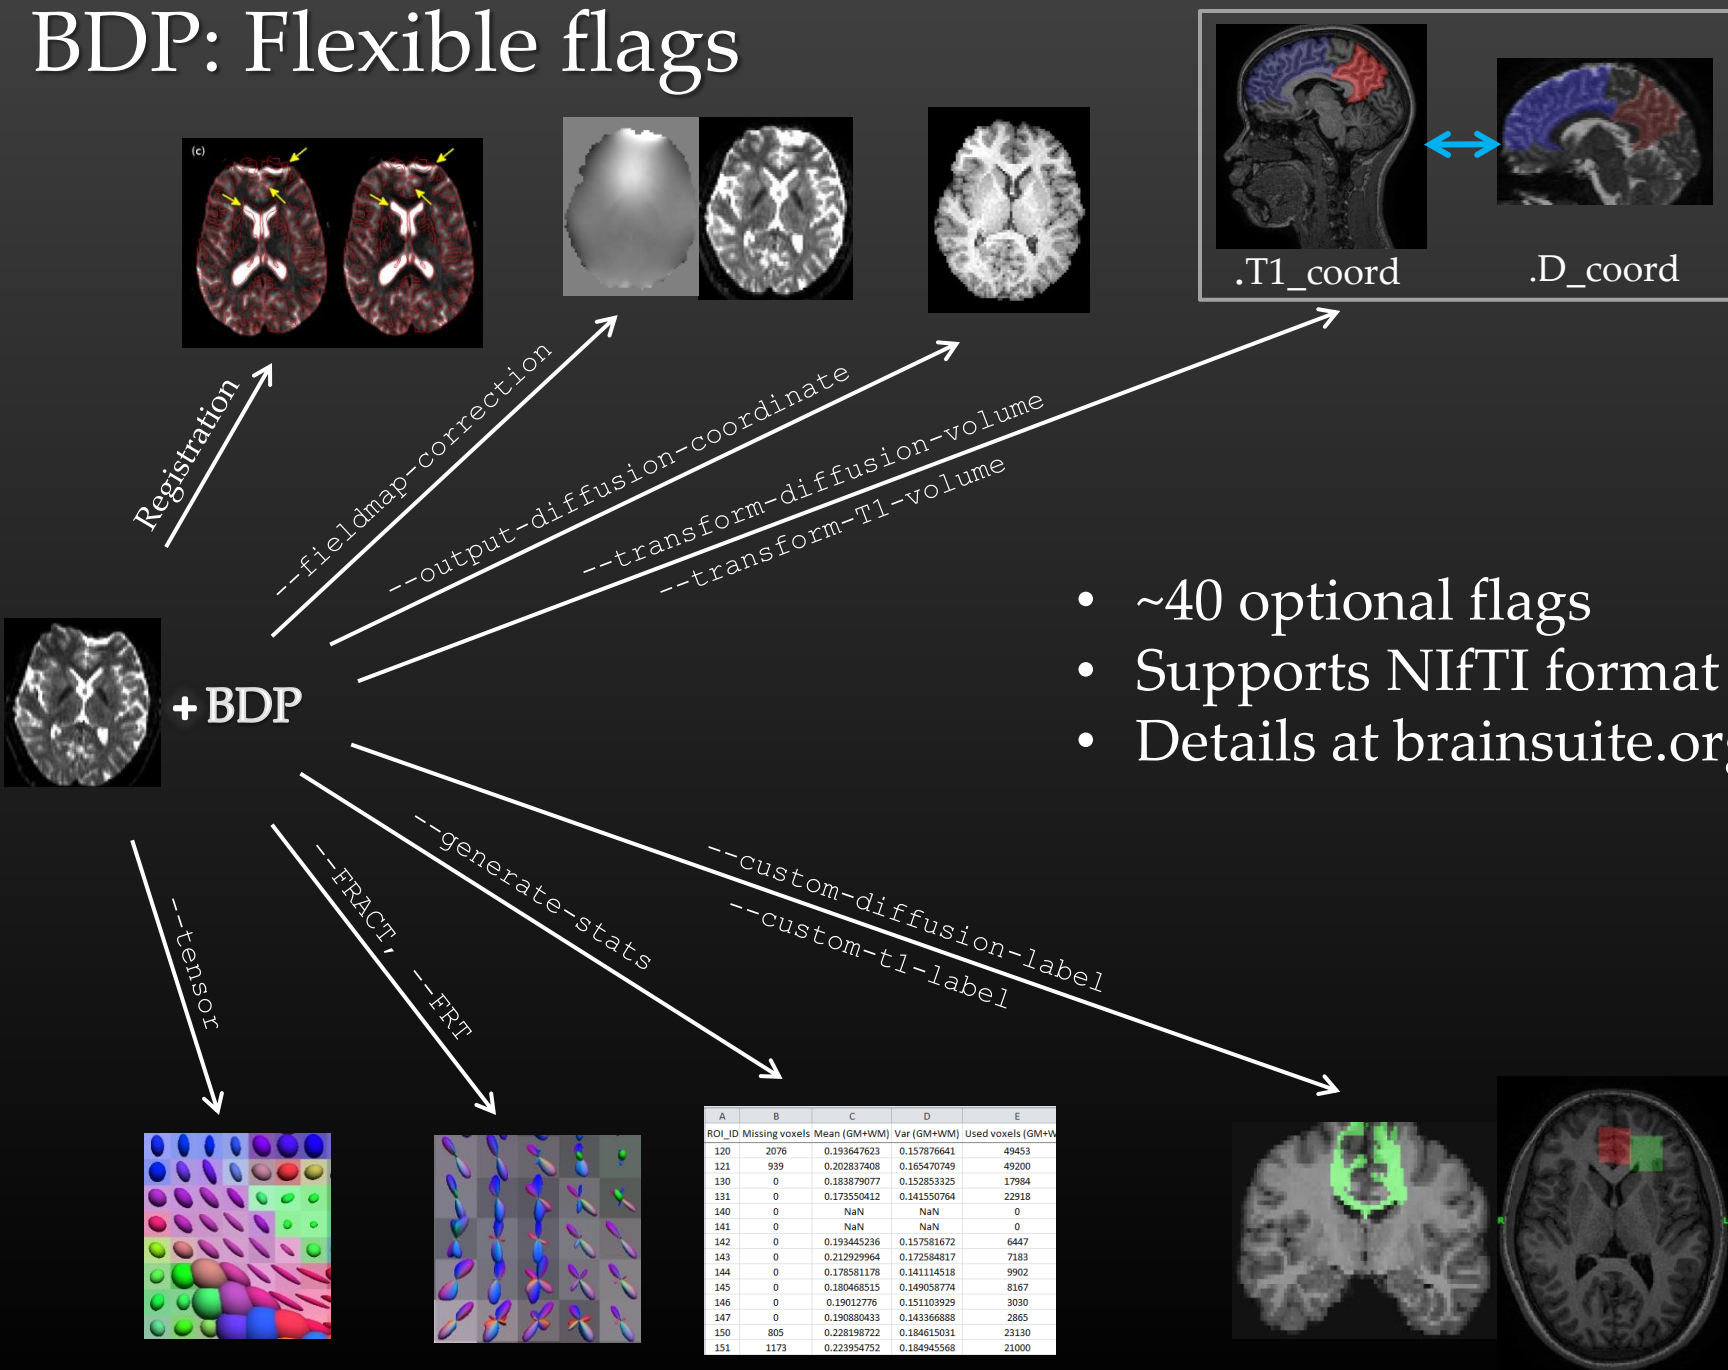 BDP: Flexible flags
(c)
.T1_coord
.D_coord
Registration
--fieldmap-correction
--output-diffusion-coordinate
--transform-diffusion-volume
--transform-T1-volume
• ~40 optional flags
• Supports NIfTI format
• Details at brainsuite.org
+ BDP
--tensor
--FRACT, --FRT
--generate-stats
--custom-diffusion-label
--custom-t1-label
A B C D E
ROI_ID Missing voxels Mean (GM+WM) Var (GM+WM) Used voxels (GM+W
120 2076 0.193647623 0.157876641 49453
121 939 0.202837408 0.165470749 49200
130 0 0.183879077 0.152853325 17984
131 0 0.173550412 0.141550764 22918
140 0 NaN NaN 0
141 0 NaN NaN 0
142 0 0.193445236 0.157581672 6447
143 0 0.212929964 0.172584817 7183
144 0 0.178581178 0.141114518 9902
145 0 0.180468515 0.149058774 8167
146 0 0.19012776 0.151103929 3030
147 0 0.190880433 0.143366888 2865
150 805 0.228198722 0.184615031 23130
151 1173 0.223954752 0.184945568 21000
R L